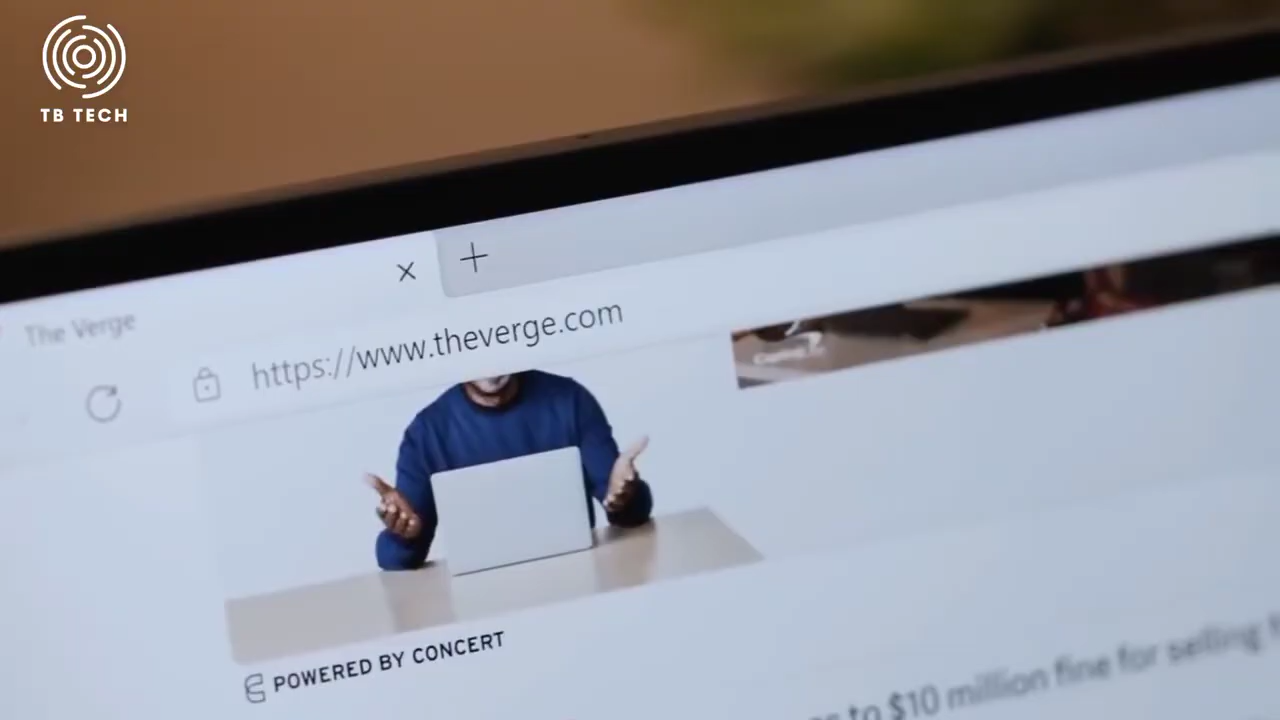 TB TECH
The Verge
https://www.theverge.com
POWERED BY CONCERT
to $10 million fine for selling